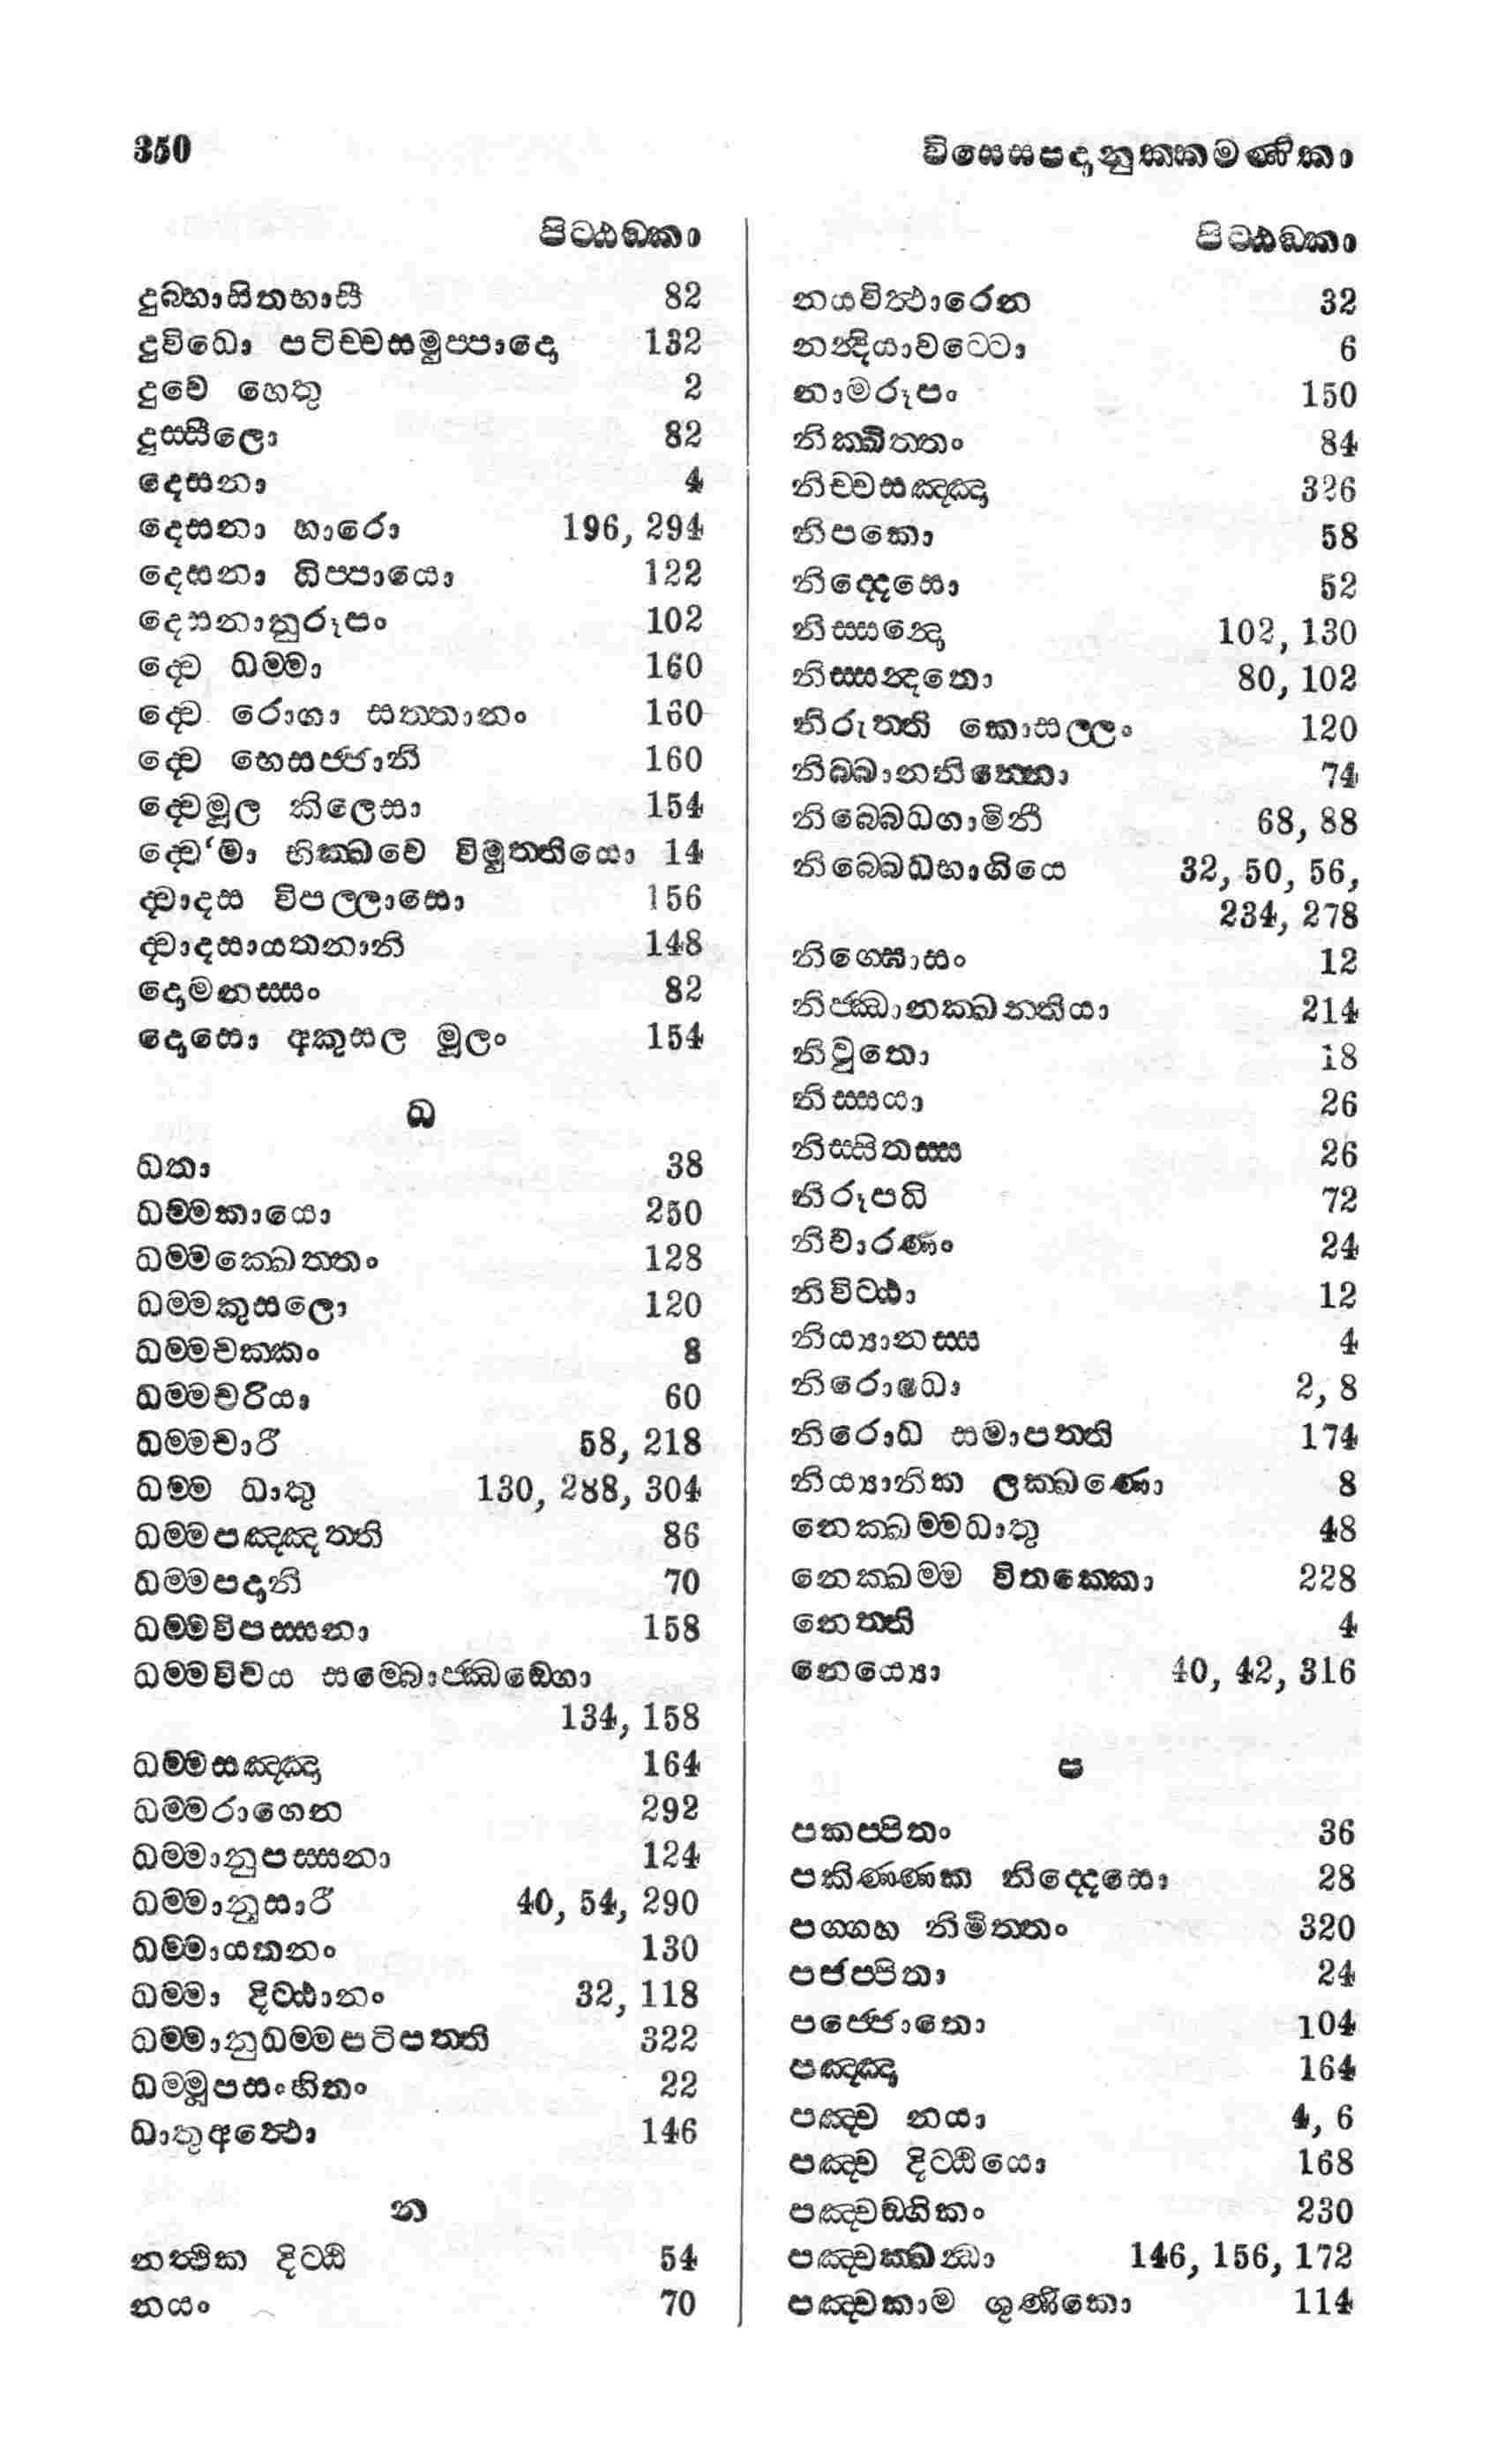 350 විසෙසපදානුක්කමණිකා
පිට්ඨඞ්කා
දුබ්භාසිතභාසී 82
දුවිධො පටිච්චසමුප්පාදො 132
දුවෙ හෙතු 2
දුස්සීලො 82
දෙසනා 4
දෙසනා හාරො 196, 294
දෙසනා ධිප්පායො 122
දෙසනානුරූපං 102
ද්වෙ ධම්මා 160
ද්වෙ රොගා සත්තානං 160
ද්වෙ භෙසජ්ජානි 160
ද්වෙමූල කිලෙසා 154
ද්වෙ'මා භික්ඛවෙ විමුත්තියො 14
ද්වාදස විපල්ලාසො 156
ද්වාදසායතනානි 148
දොමනස්සං 82
දොසො අකුසල මූලං 154
ධ
ධතා 38
ධම්මකායො 250
ධම්මක්ඛෙත්තං 128
ධම්මකුසලො 120
ධම්මචක්කං 8
ධම්මචරියා 60
ධම්මචාරී 58, 218
ධම්ම ධාතු 130, 288, 304
ධම්මපඤ්ඤත්ති 86
ධම්මපදානි 70
ධම්මවිපස්සනා 158
ධම්මවිචය සම්බොජ්ඣඞ්ගො
134, 158
ධම්මසඤ්ඤා 164
ධම්මරාගෙන 292
ධම්මානුපස්සනා 124
ධම්මානුසාරී 40, 54, 290
ධම්මායතනං 130
ධම්මා දිට්ඨානං 32, 118
ධම්මානුධම්මපටිපත්ති 322
ධම්මූපසංහිතං 22
ධාතුඅත්ථො 146
න
නත්ථික දිට්ඨි 54
නයං 70
පිට්ඨඞ්කා
නයවිත්ථාරෙන 32
නන්දියාවට්ටො 6
නාමරූපං 150
නික්ඛිත්තං 84
නිච්චසඤ්ඤා 326
නිපකො 58
නිද්දෙසො 52
නිස්සන්දො 102, 130
නිස්සන්දතො 80, 102
නිරුත්ති කොසල්ලං 120
නිබ්බානනින්නො 74
නිබ්බෙධගාමිනී 68, 88
නිබ්බෙධභාගියෙ 32, 50, 56,
234, 278
නිග්ඝොසං 12
නිජ්ඣානක්ඛන්තියා 214
නිවුතො 18
නිස්සයා 26
නිස්සිතස්ස 26
නිරූපධි 72
නිවාරණං 24
නිවිට්ඨා 12
නිය්‍යානස්ස 4
නිරොධො 2, 8
නිරොධ සමාපත්ති 174
නිය්‍යානික ලක්ඛණො 8
නෙක්ඛම්මධාතු 48
නෙක්ඛම්ම විතක්කො 228
නෙත්ති 4
නෙය්‍යො 40, 42, 316
ප
පකප්පිතං 36
පකිණ්ණක නිද්දෙසො 28
පග්ගහ නිමිත්තං 320
පජප්පිතා 24
පජ්ජොතො 104
පඤ්ඤා 164
පඤ්ච නයා 4, 6
පඤ්ච දිට්ඨියො 168
පඤ්චඞ්ගිකං 230
පඤ්චක්ඛන්ධා 146, 156, 172
පඤ්චකාම ගුණිකො 114